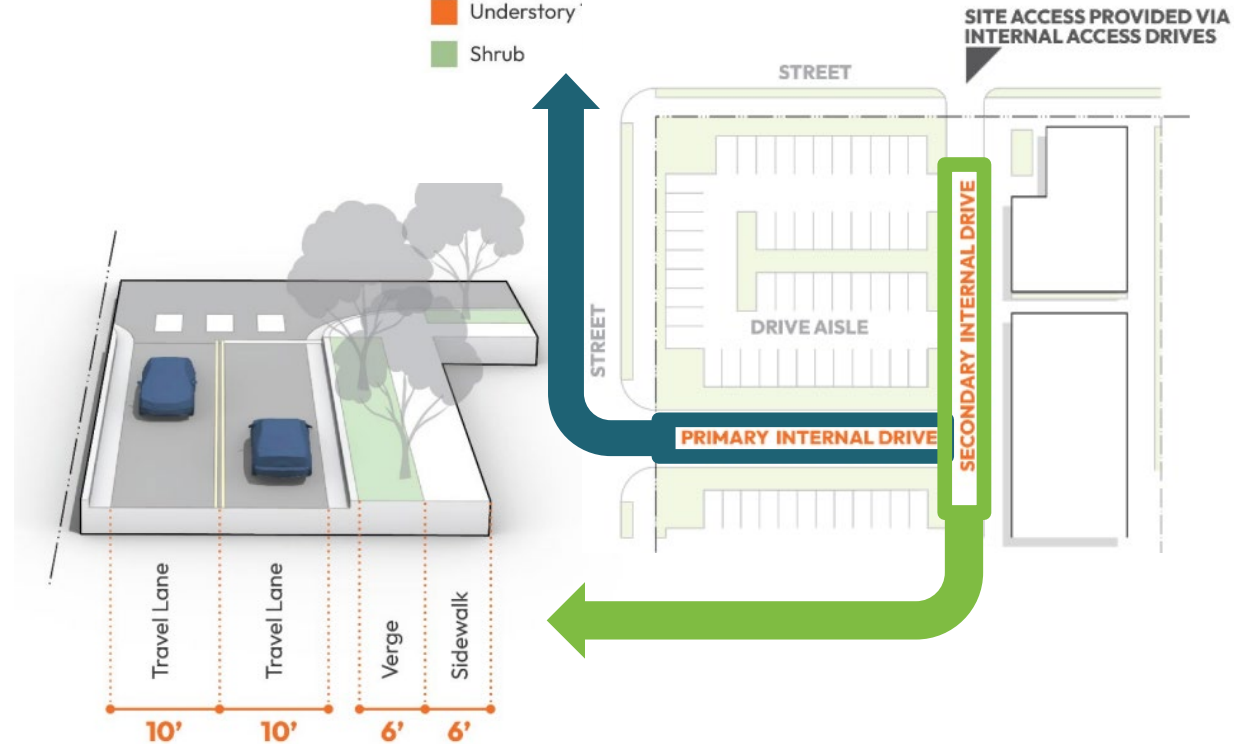 Understory
Shrub
SITE ACCESS PROVIDED VIA
INTERNAL ACCESS DRIVES
STREET
STREET
DRIVE AISLE
PRIMARY INTERNAL DRIVE
SECONDARY INTERNAL DRIVE
Travel Lane
Travel Lane
Verge
Sidewalk
10’
10’
6’
6’